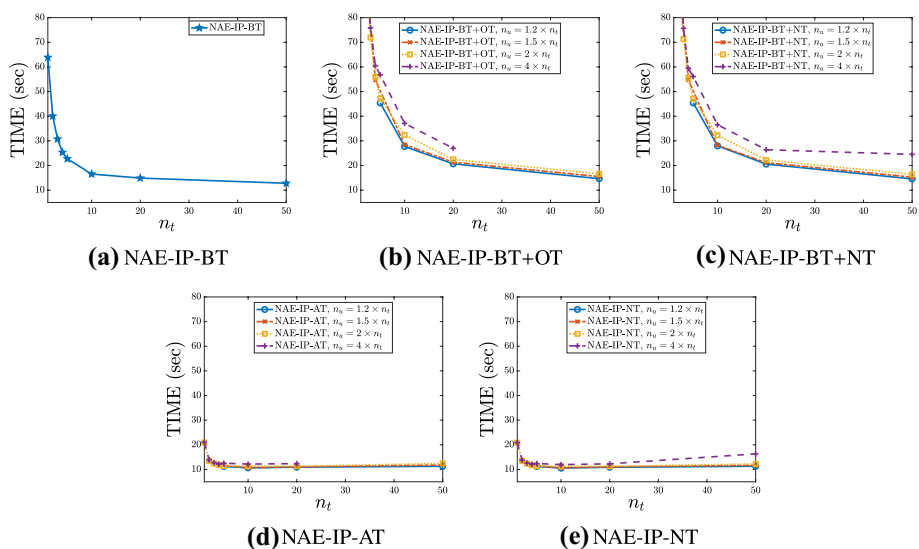 NAE-IP-BT
TIME (sec)
80
70
60
50
40
30
20
10
10 20 30 40 50
n_t
(a) NAE-IP-BT
NAE-IP-BT+OT, n_u = 1.2 × n_t
NAE-IP-BT+OT, n_u = 1.5 × n_t
NAE-IP-BT+OT, n_u = 2 × n_t
NAE-IP-BT+OT, n_u = 4 × n_t
TIME (sec)
80
70
60
50
40
30
20
10
10 20 30 40 50
n_t
(b) NAE-IP-BT+OT
NAE-IP-BT+NT, n_u = 1.2 × n_t
NAE-IP-BT+NT, n_u = 1.5 × n_t
NAE-IP-BT+NT, n_u = 2 × n_t
NAE-IP-BT+NT, n_u = 4 × n_t
TIME (sec)
80
70
60
50
40
30
20
10
10 20 30 40 50
n_t
(c) NAE-IP-BT+NT
NAE-IP-AT, n_u = 1.2 × n_t
NAE-IP-AT, n_u = 1.5 × n_t
NAE-IP-AT, n_u = 2 × n_t
NAE-IP-AT, n_u = 4 × n_t
TIME (sec)
80
70
60
50
40
30
20
10
10 20 30 40 50
n_t
(d) NAE-IP-AT
NAE-IP-NT, n_u = 1.2 × n_t
NAE-IP-NT, n_u = 1.5 × n_t
NAE-IP-NT, n_u = 2 × n_t
NAE-IP-NT, n_u = 4 × n_t
TIME (sec)
80
70
60
50
40
30
20
10
10 20 30 40 50
n_t
(e) NAE-IP-NT